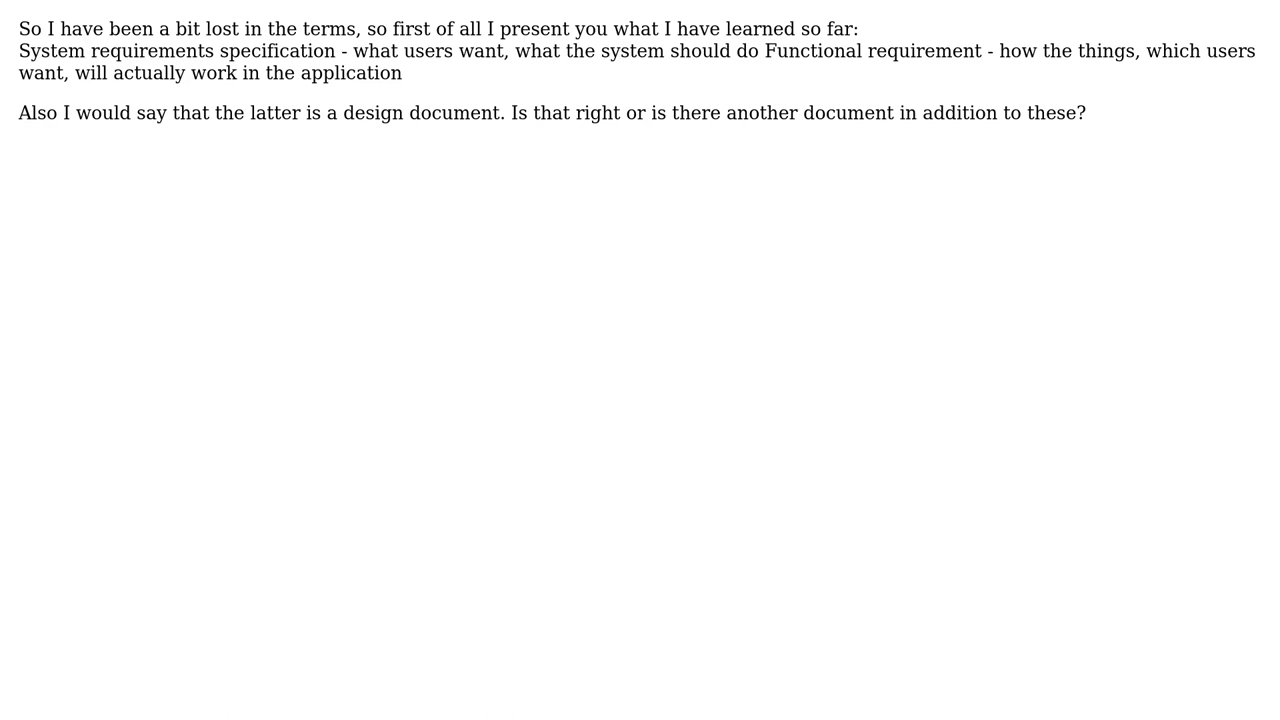 So I have been a bit lost in the terms, so first of all I present you what I have learned so far:
System requirements specification - what users want, what the system should do Functional requirement - how the things, which users
want, will actually work in the application
Also I would say that the latter is a design document. Is that right or is there another document in addition to these?